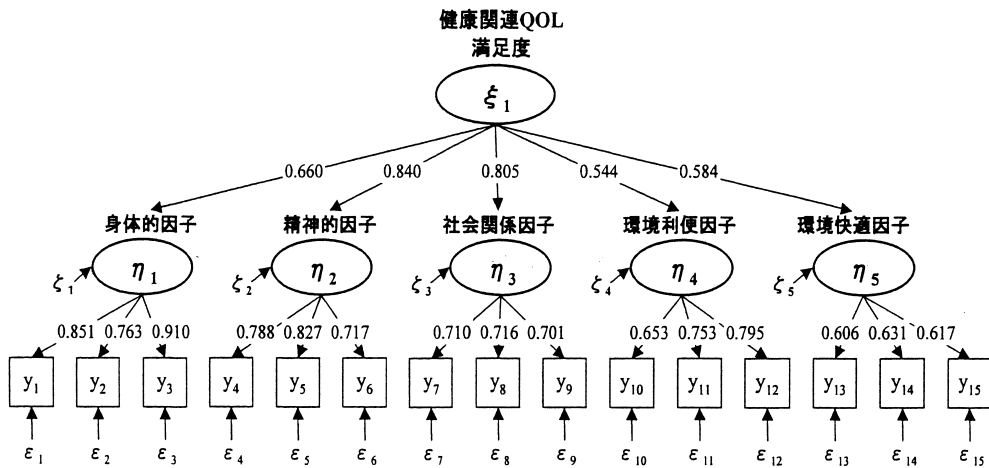 健康関連QOL
満足度
ξ1
0.660 0.840 0.805 0.544 0.584
身体的因子 精神的因子 社会関係因子 環境利便因子 環境快適因子
ζ1 η1 ζ2 η2 ζ3 η3 ζ4 η4 ζ5 η5
0.851 0.763 0.910 0.788 0.827 0.717 0.710 0.716 0.701 0.653 0.753 0.795 0.606 0.631 0.617
y1 y2 y3 y4 y5 y6 y7 y8 y9 y10 y11 y12 y13 y14 y15
ε1 ε2 ε3 ε4 ε5 ε6 ε7 ε8 ε9 ε10 ε11 ε12 ε13 ε14 ε15